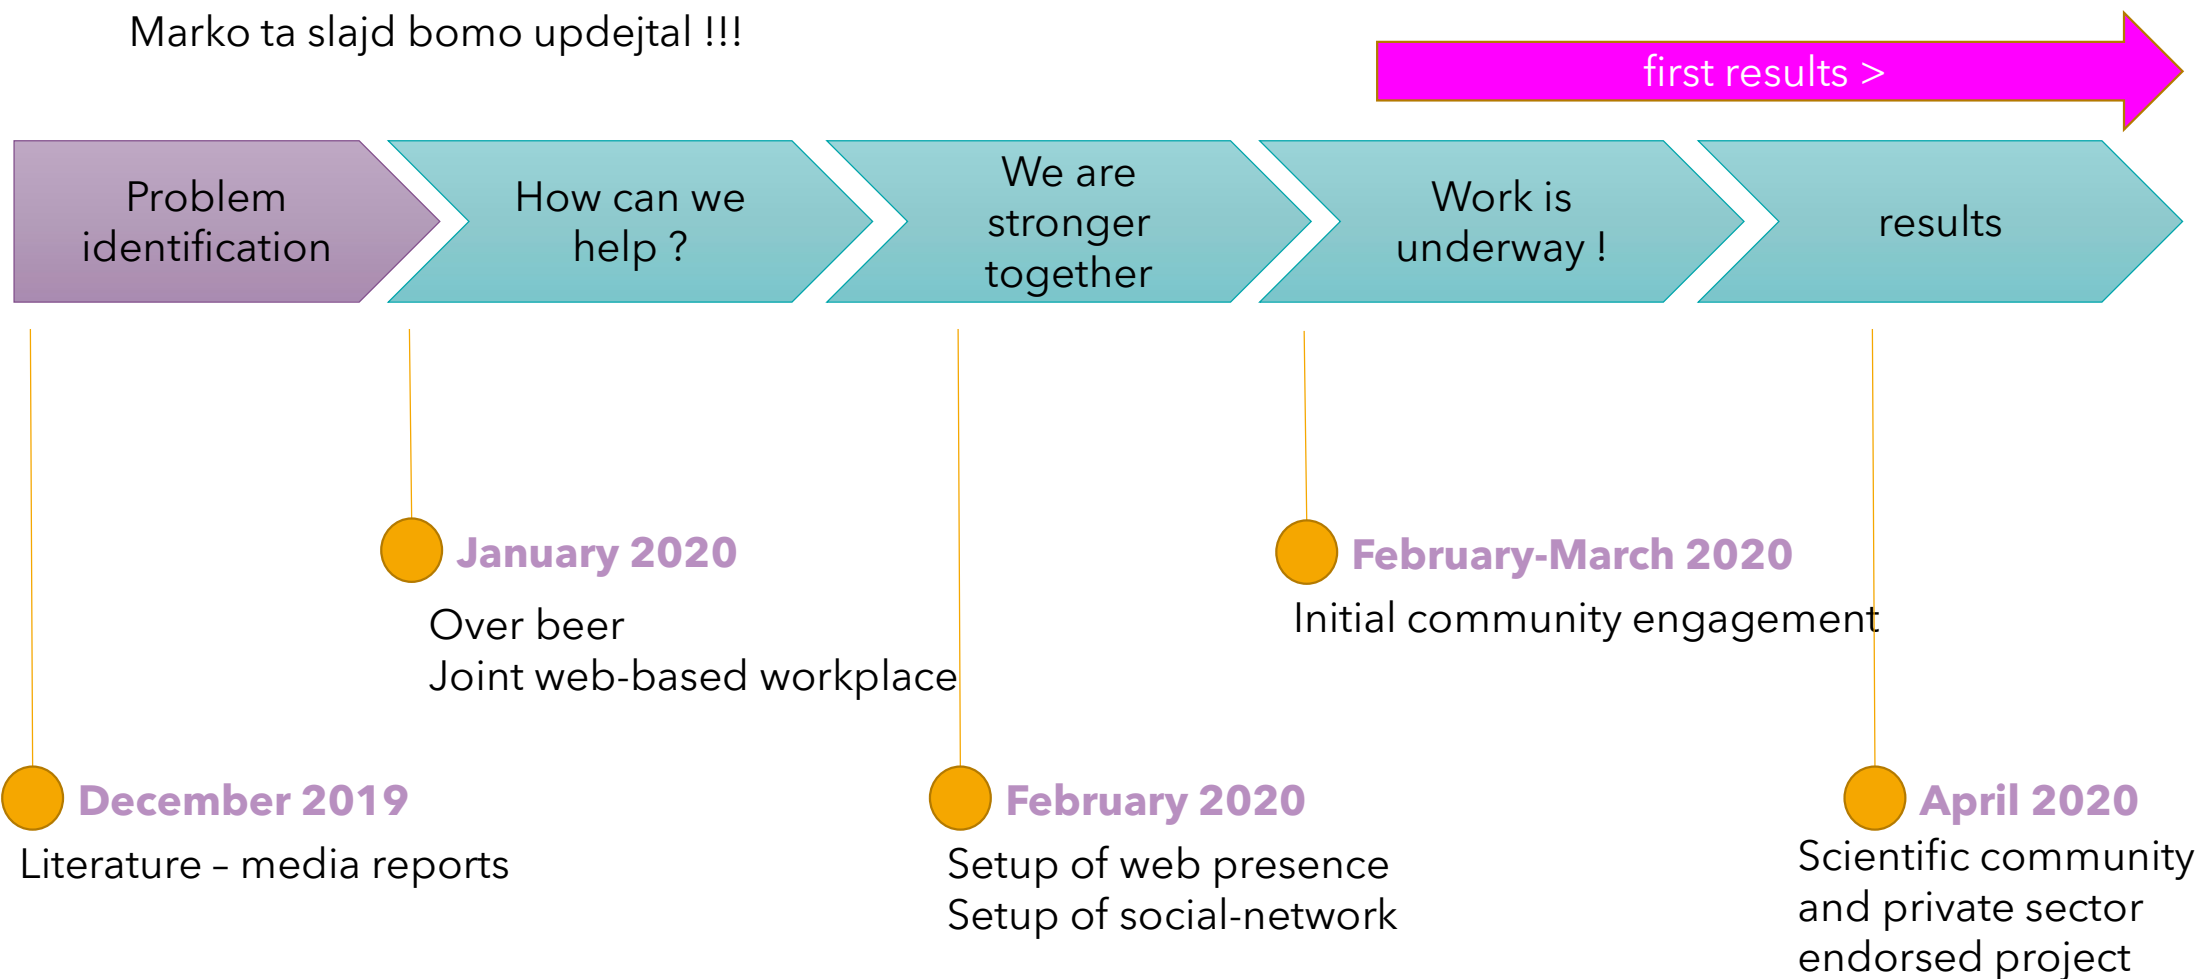 Marko ta slajd bomo updejtal !!!
first results >
Problem
identification
How can we
help ?
We are
stronger
together
Work is
underway !
results
January 2020
Over beer
Joint web-based workplace
February-March 2020
Initial community engagement
December 2019
Literature – media reports
February 2020
Setup of web presence
Setup of social-network
April 2020
Scientific community
and private sector
endorsed project